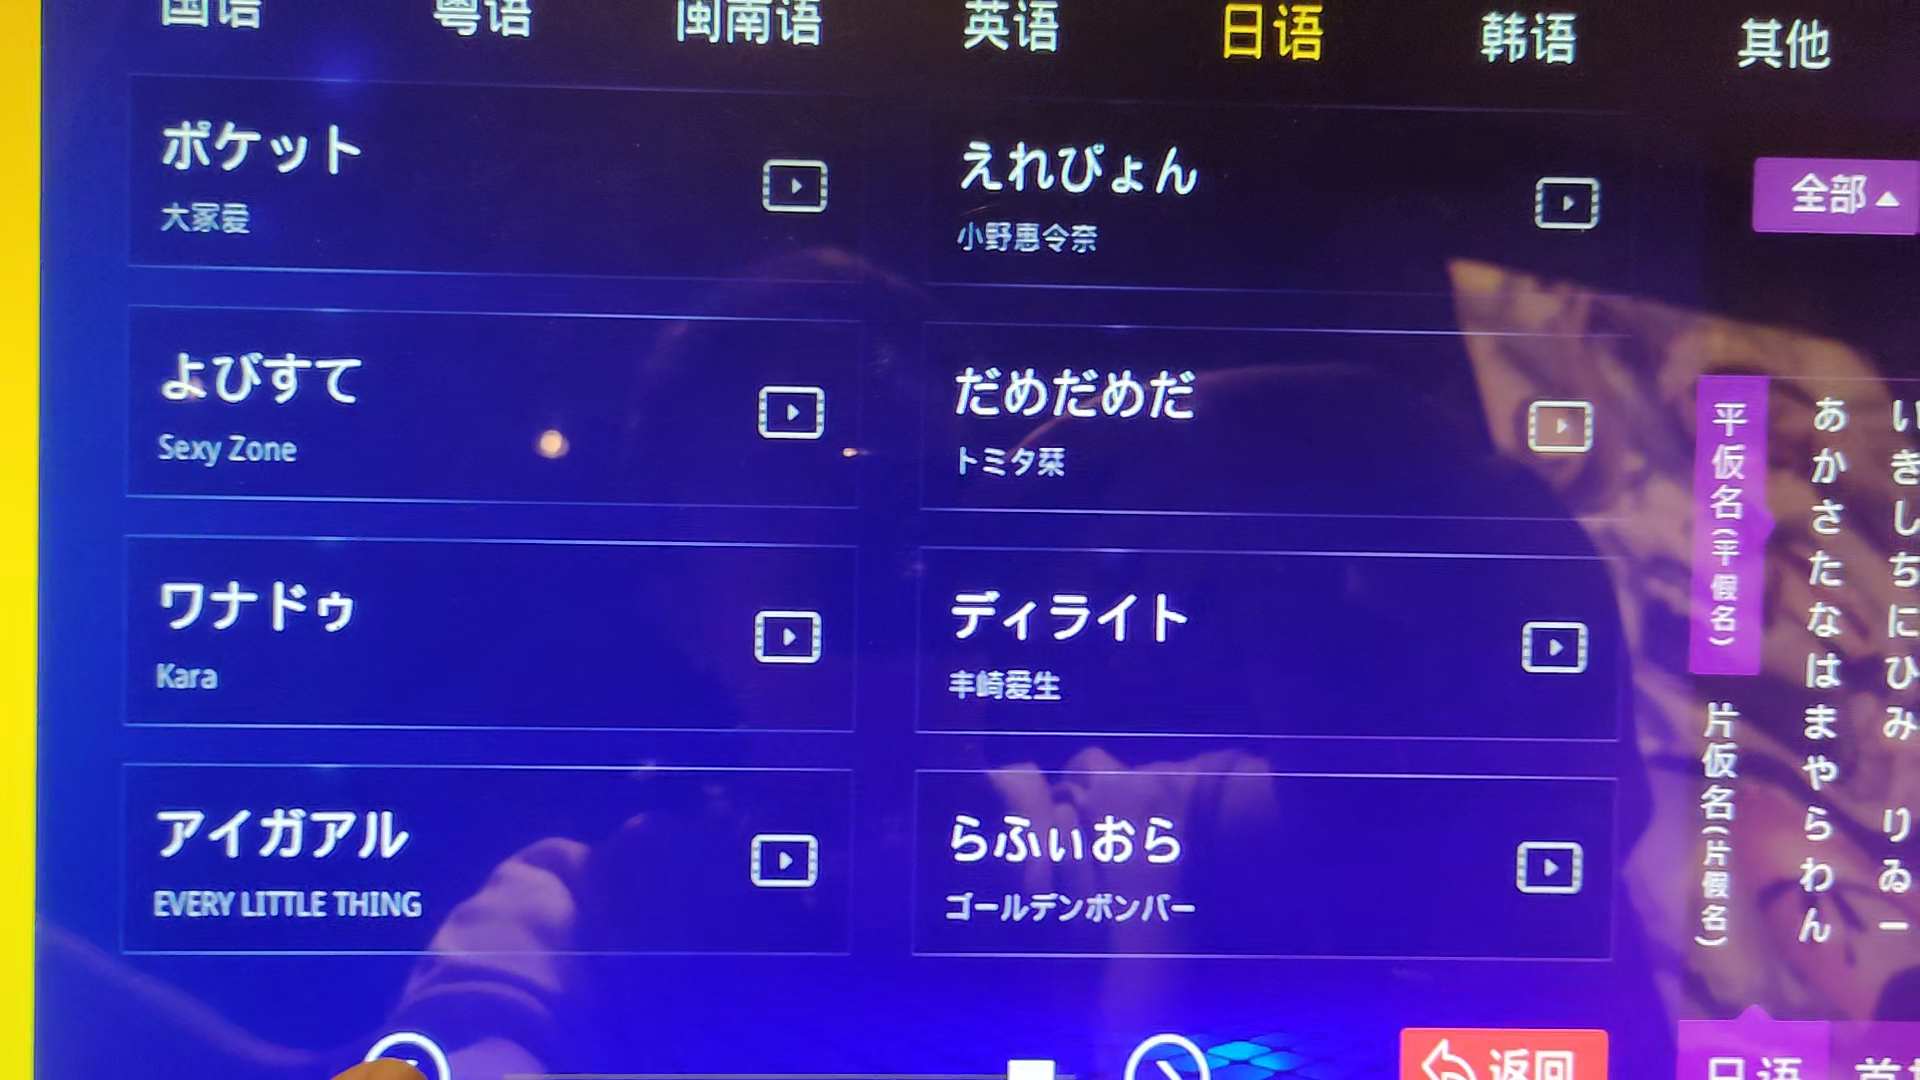 国语 粤语 闽南语 英语 日语 韩语 其他
ポケット
大冢爱
えれぴょん
小野惠令奈
全部
よびすて
Sexy Zone
だめだめだ
トミタ栞
ワナドゥ
Kara
ディライト
丰崎爱生
アイガアル
EVERY LITTLE THING
らふぃおら
ゴールデンボンバー
平仮名(平假名)
片仮名(片假名)
あかさたなはまやらわん
いきしちにひみ りゐー
返回
日语